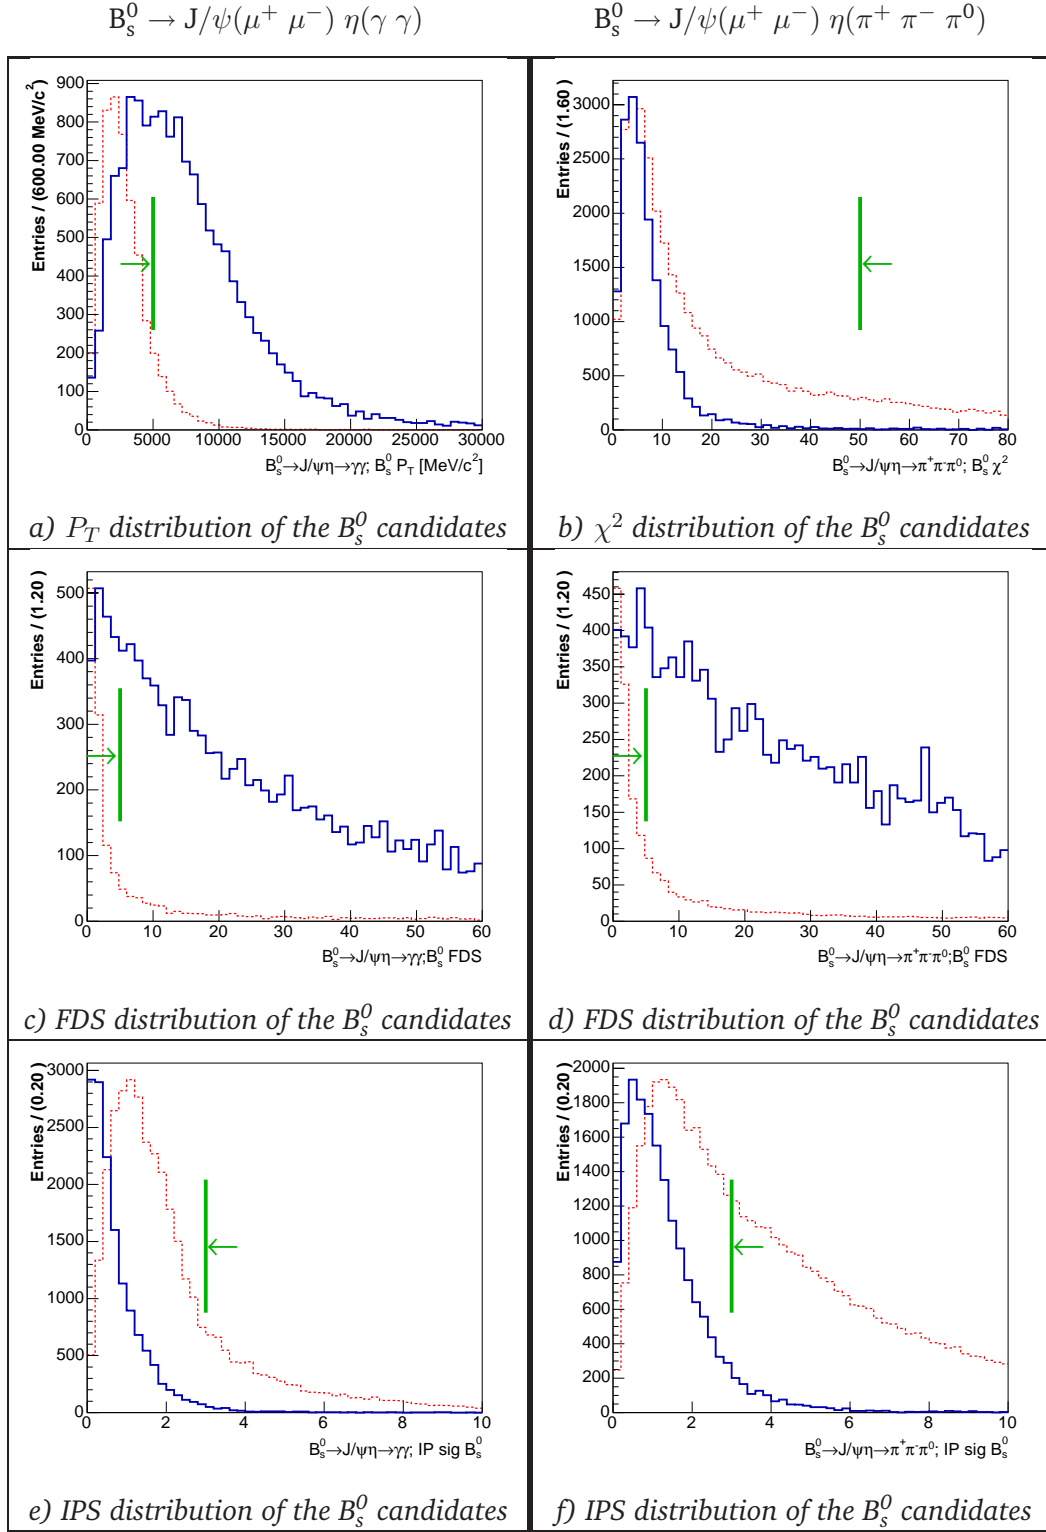 B⁰ₛ → J/ψ(μ⁺ μ⁻) η(γ γ)
B⁰ₛ → J/ψ(μ⁺ μ⁻) η(π⁺ π⁻ π⁰)
Entries / (600.00 MeV/c²)
900
800
700
600
500
400
300
200
100
0
0 5000 10000 15000 20000 25000 30000
B⁰ₛ→J/ψη→γγ; B⁰ₛ P_T [MeV/c²]
a) P_T distribution of the B⁰ₛ candidates
Entries / (1.60)
3000
2500
2000
1500
1000
500
0
0 10 20 30 40 50 60 70 80
B⁰ₛ→J/ψη→π⁺π⁻π⁰; B⁰ₛ χ²
b) χ² distribution of the B⁰ₛ candidates
Entries / (1.20)
500
400
300
200
100
0
0 10 20 30 40 50 60
B⁰ₛ→J/ψη→γγ;B⁰ₛ FDS
c) FDS distribution of the B⁰ₛ candidates
Entries / (1.20)
450
400
350
300
250
200
150
100
50
0
0 10 20 30 40 50 60
B⁰ₛ→J/ψη→π⁺π⁻π⁰;B⁰ₛ FDS
d) FDS distribution of the B⁰ₛ candidates
Entries / (0.20)
3000
2500
2000
1500
1000
500
0
0 2 4 6 8 10
B⁰ₛ→J/ψη→γγ; IP sig B⁰ₛ
e) IPS distribution of the B⁰ₛ candidates
Entries / (0.20)
2000
1800
1600
1400
1200
1000
800
600
400
200
0
0 2 4 6 8 10
B⁰ₛ→J/ψη→π⁺π⁻π⁰; IP sig B⁰ₛ
f) IPS distribution of the B⁰ₛ candidates